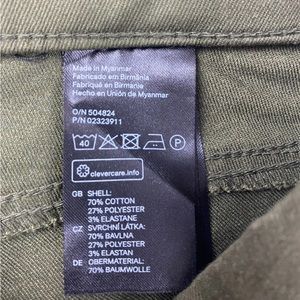 Made in Myanmar
Fabricado em Birmânia
Fabriqué en Birmanie
Hecho en Unión de Myanmar
O/N 504824
P/N 02323911
40 P
clevercare.info
GB SHELL:
70% COTTON
27% POLYESTER
3% ELASTANE
CZ SVRCHNÍ LÁTKA:
70% BAVLNA
27% POLYESTER
3% ELASTAN
DE OBERMATERIAL:
70% BAUMWOLLE